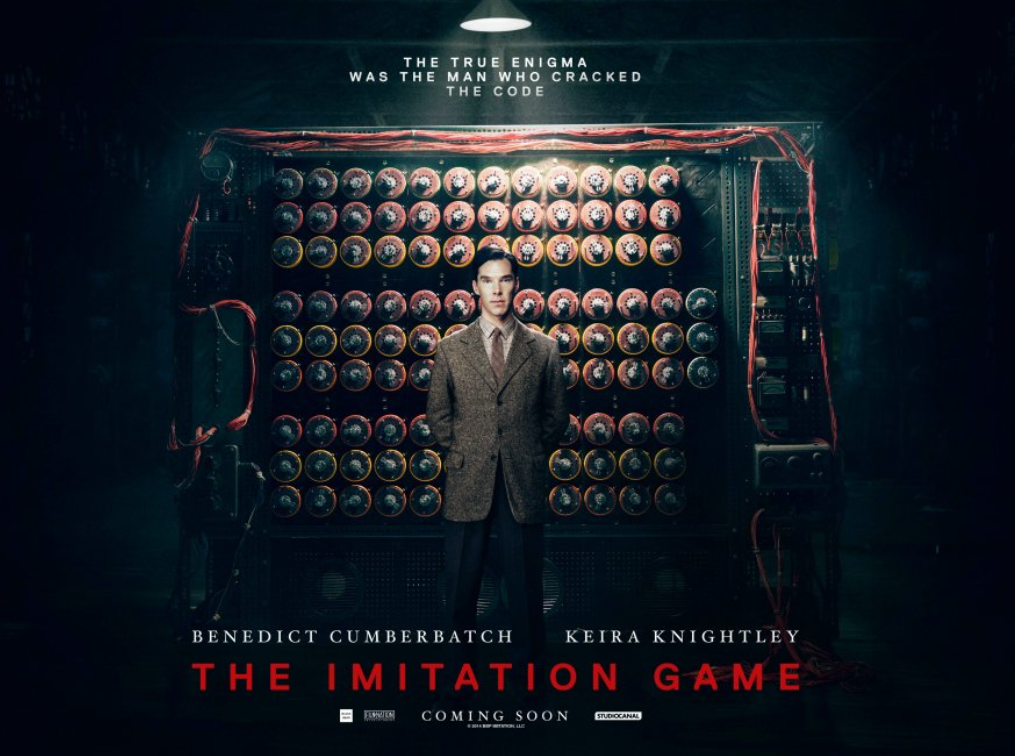 THE TRUE ENIGMA
WAS THE MAN WHO CRACKED
THE CODE
BENEDICT CUMBERBATCH KEIRA KNIGHTLEY
THE IMITATION GAME
COMING SOON STUDIOCANAL